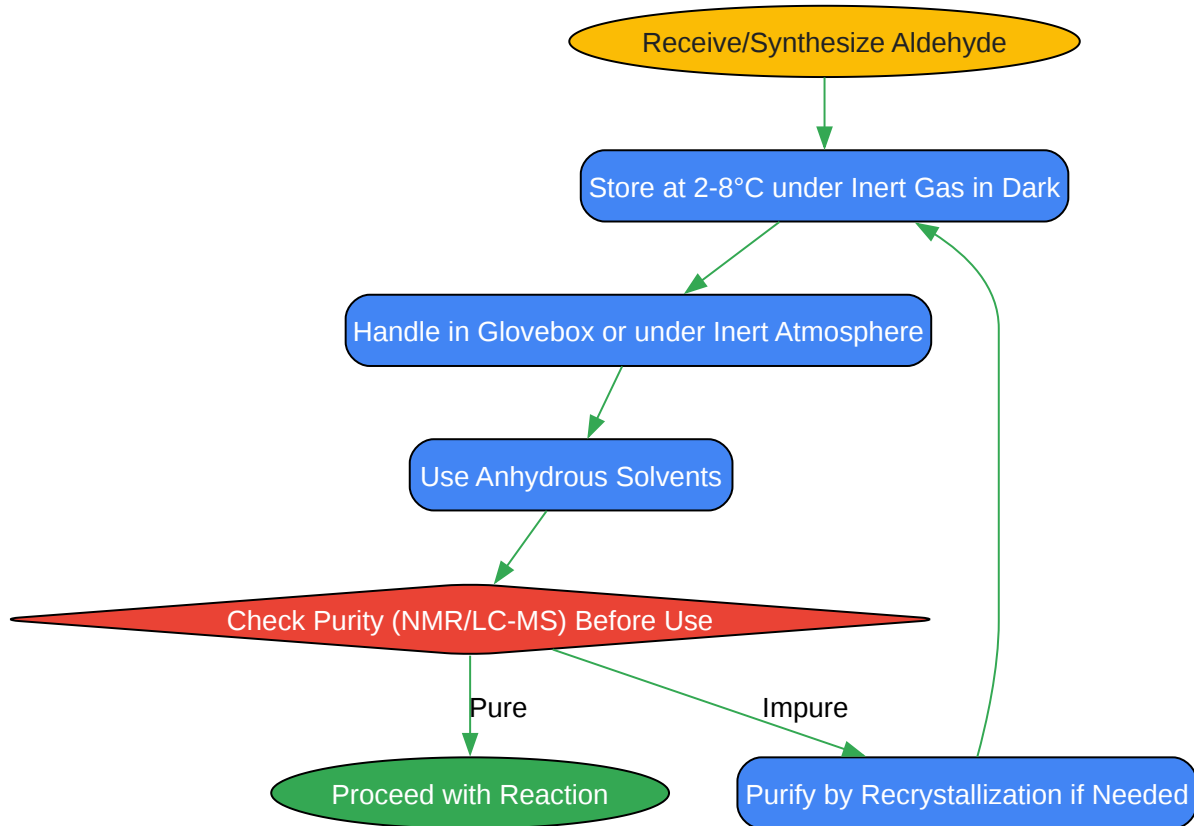 Receive/Synthesize Aldehyde
Store at 2-8°C under Inert Gas in Dark
Handle in Glovebox or under Inert Atmosphere
Use Anhydrous Solvents
Check Purity (NMR/LC-MS) Before Use
Pure
Impure
Proceed with Reaction
Purify by Recrystallization if Needed